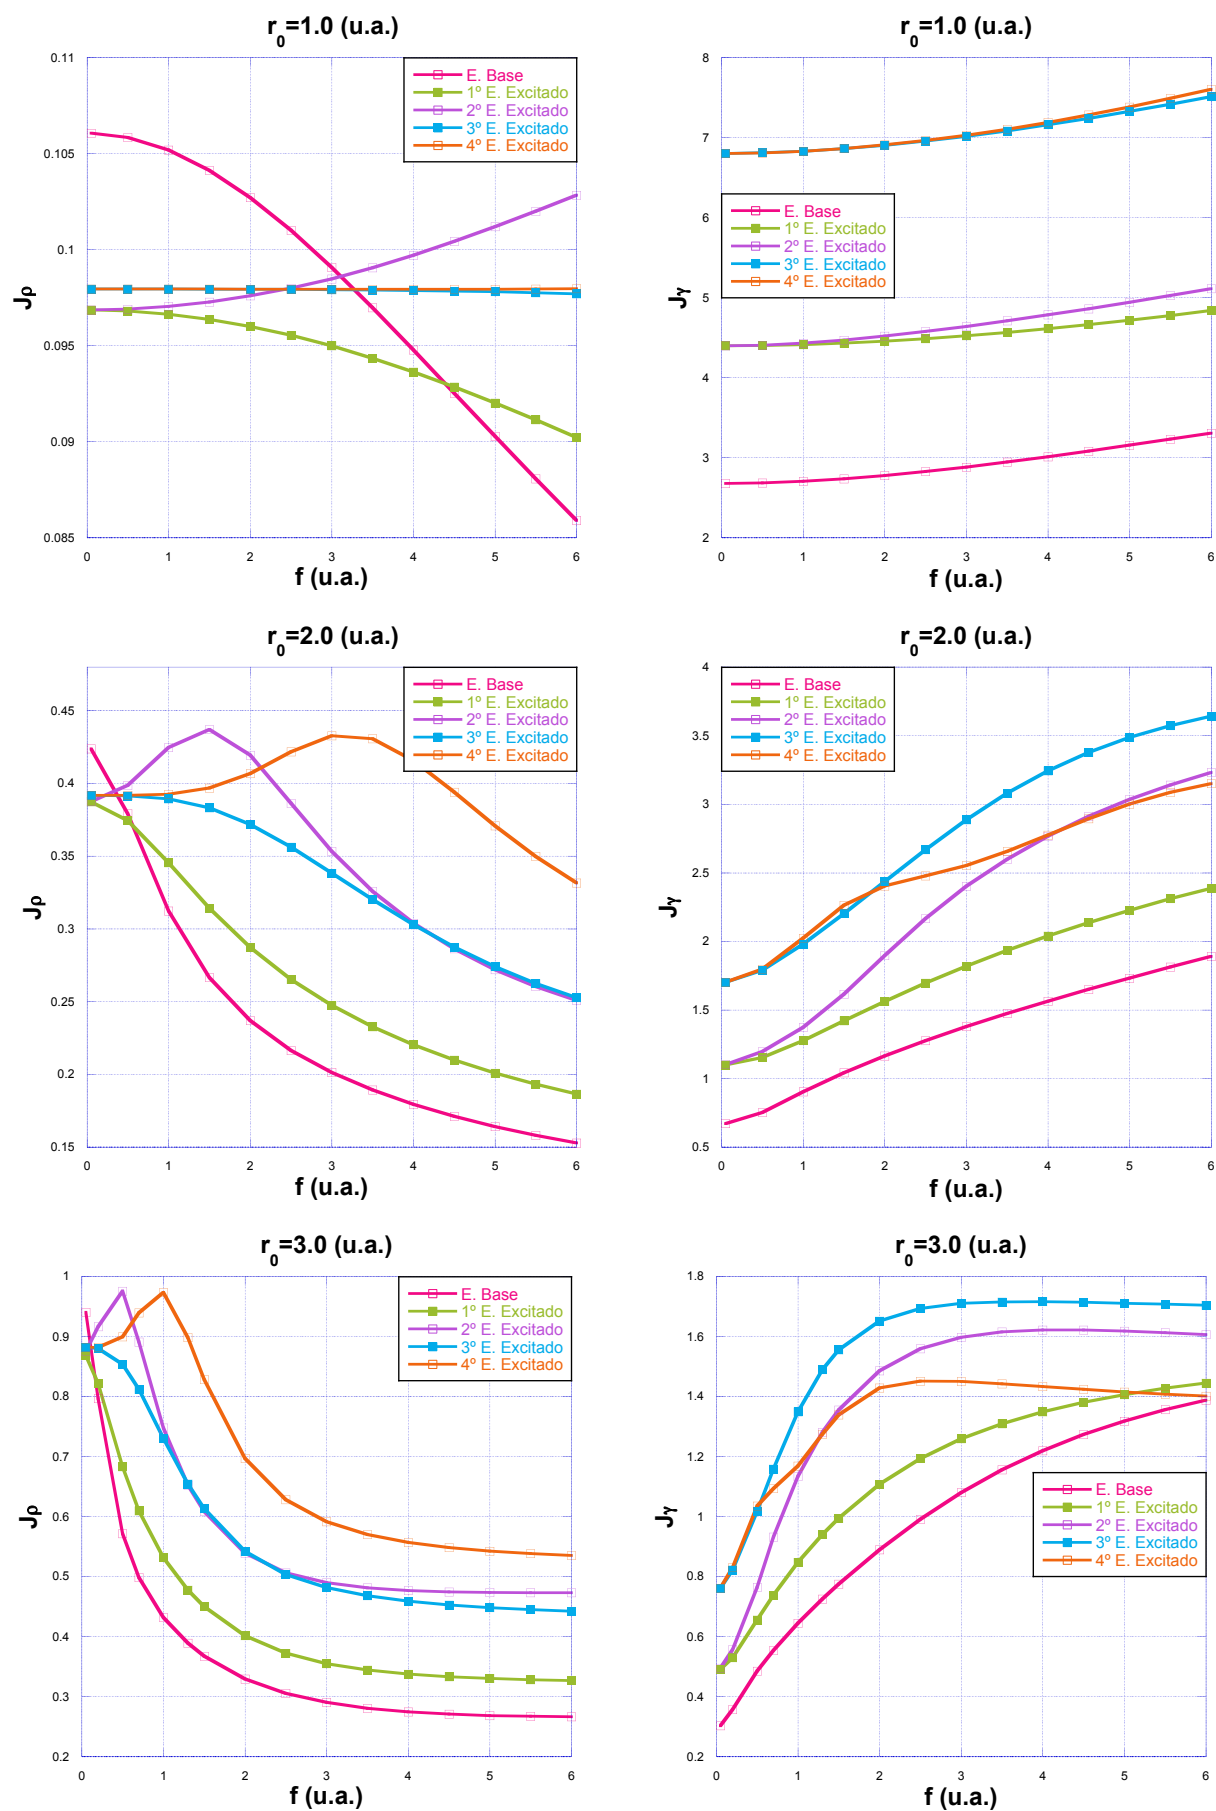 r0=1.0 (u.a.)
0.11
0.105
0.1
0.095
0.09
0.085
Jρ
E. Base
1º E. Excitado
2º E. Excitado
3º E. Excitado
4º E. Excitado
0 1 2 3 4 5 6
f (u.a.)
r0=1.0 (u.a.)
8
7
6
5
4
3
2
Jγ
E. Base
1º E. Excitado
2º E. Excitado
3º E. Excitado
4º E. Excitado
0 1 2 3 4 5 6
f (u.a.)
r0=2.0 (u.a.)
0.45
0.4
0.35
0.3
0.25
0.2
0.15
Jρ
E. Base
1º E. Excitado
2º E. Excitado
3º E. Excitado
4º E. Excitado
0 1 2 3 4 5 6
f (u.a.)
r0=2.0 (u.a.)
4
3.5
3
2.5
2
1.5
1
0.5
Jγ
E. Base
1º E. Excitado
2º E. Excitado
3º E. Excitado
4º E. Excitado
0 1 2 3 4 5 6
f (u.a.)
r0=3.0 (u.a.)
1
0.9
0.8
0.7
0.6
0.5
0.4
0.3
0.2
Jρ
E. Base
1º E. Excitado
2º E. Excitado
3º E. Excitado
4º E. Excitado
0 1 2 3 4 5 6
f (u.a.)
r0=3.0 (u.a.)
1.8
1.6
1.4
1.2
1
0.8
0.6
0.4
0.2
Jγ
E. Base
1º E. Excitado
2º E. Excitado
3º E. Excitado
4º E. Excitado
0 1 2 3 4 5 6
f (u.a.)